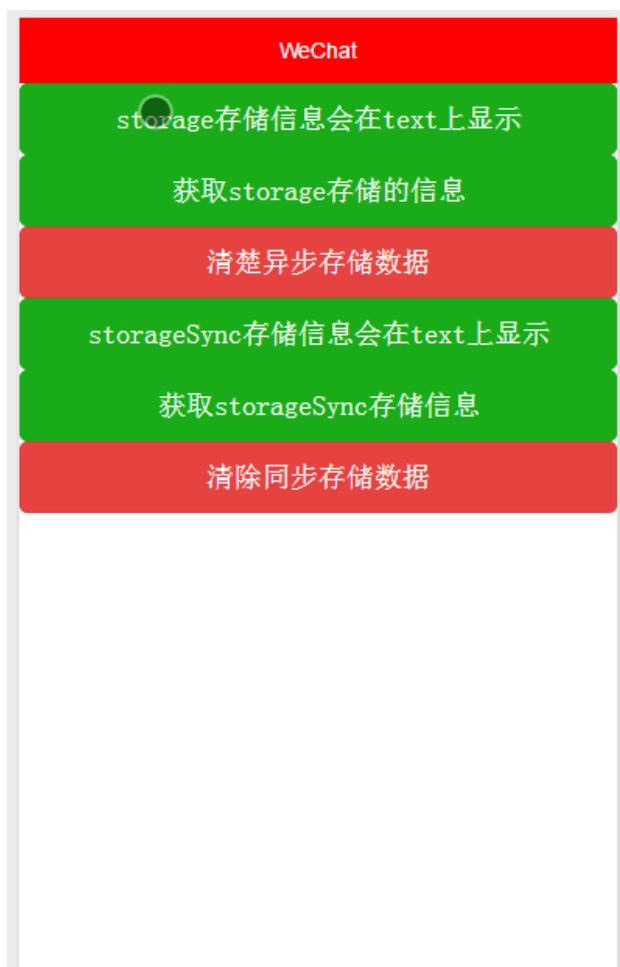 WeChat
storage存储信息会在text上显示
获取storage存储的信息
清楚异步存储数据
storageSync存储信息会在text上显示
获取storageSync存储信息
清除同步存储数据